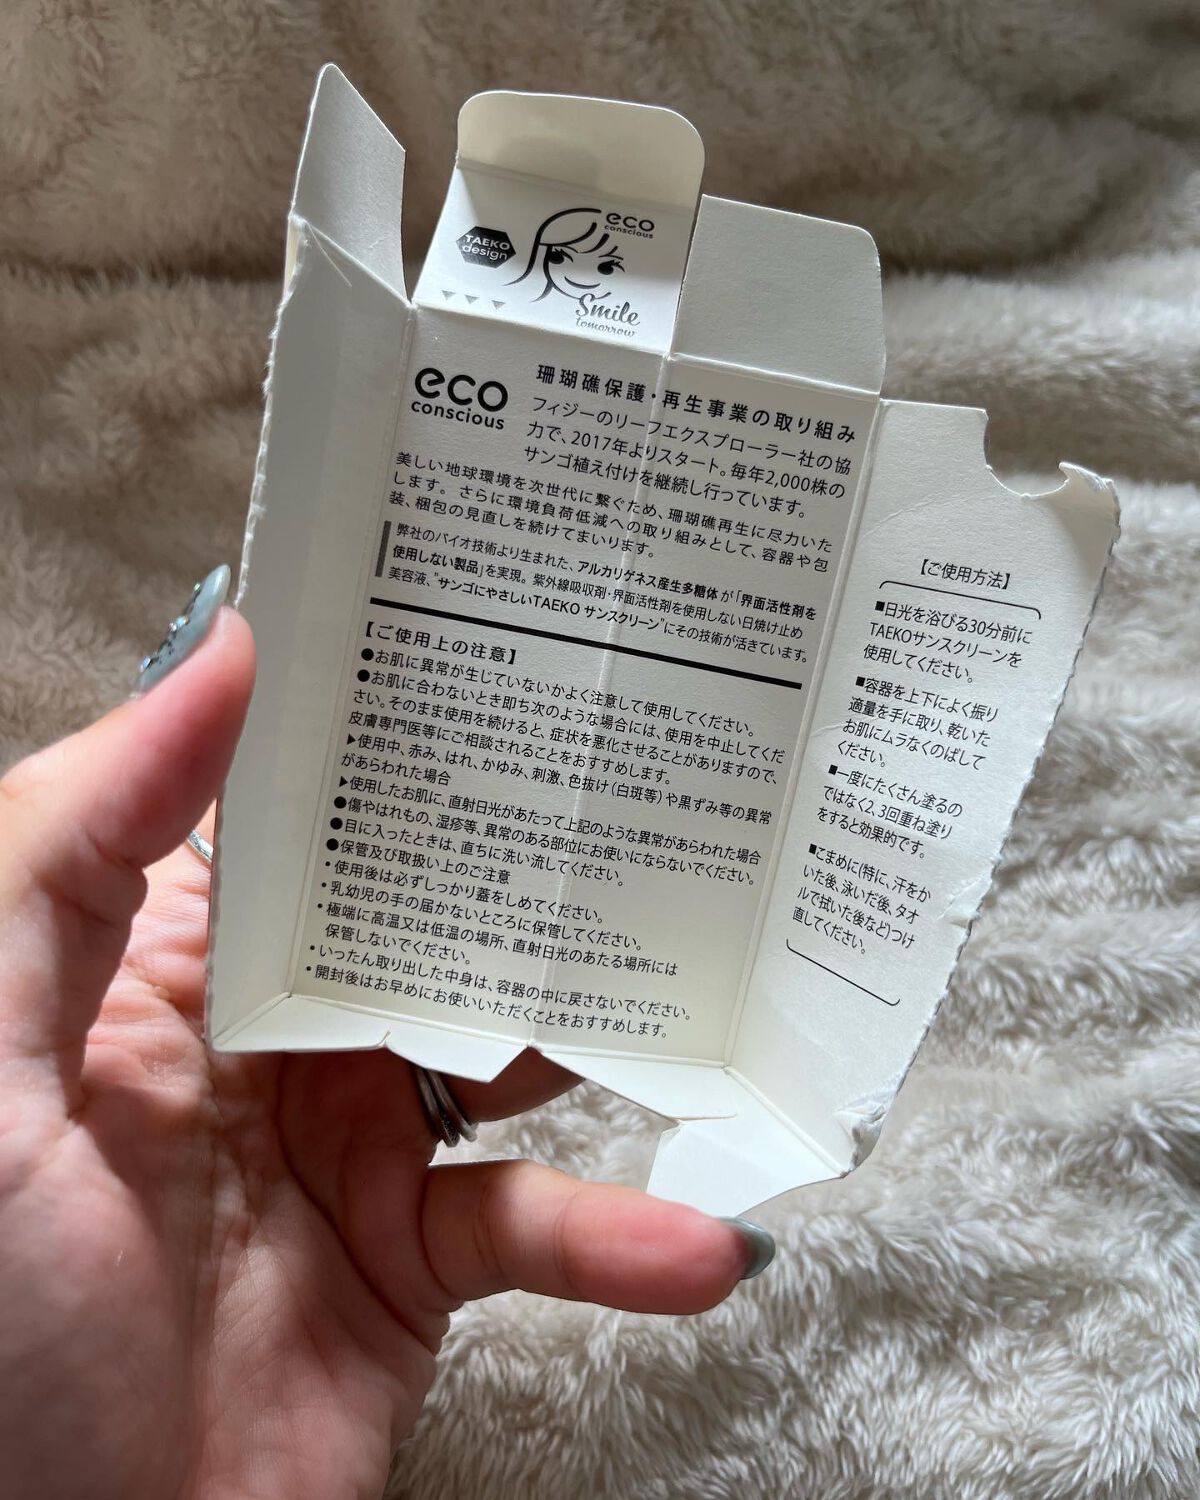 TAEKO
design
eco
conscious
Smile
tomorrow
eco
conscious
珊瑚礁保護・再生事業の取り組み
フィジーのリーフエクスプローラー社の協
力で、2017年よりスタート。毎年2,000株の
サンゴ植え付けを継続し行っています。
美しい地球環境を次世代に繋ぐため、珊瑚礁再生に尽力いた
します。さらに環境負荷低減への取り組みとして、容器や包
装、梱包の見直しを続けてまいります。
弊社のバイオ技術より生まれた、アルカリゲネス産生多糖体 が「界面活性剤を
使用しない製品」を実現。紫外線吸収剤・界面活性剤を使用しない日焼け止め
美容液、"サンゴにやさしいTAEKO サンスクリーン"にその技術が活きています。
【ご使用上の注意】
●お肌に異常が生じていないかよく注意して使用してください。
●お肌に合わないとき即ち次のような場合には、使用を中止してくだ
さい。そのまま使用を続けると、症状を悪化させることがありますので、
皮膚専門医等にご相談されることをおすすめします。
▶使用中、赤み、はれ、かゆみ、刺激、色抜け(白斑等)や黒ずみ等の異常
があらわれた場合
▶使用したお肌に、直射日光があたって上記のような異常があらわれた場合
●傷やはれもの、湿疹等、異常のある部位にお使いにならないでください。
●目に入ったときは、直ちに洗い流してください。
●保管及び取扱い上のご注意
・使用後は必ずしっかり蓋をしめてください。
・乳幼児の手の届かないところに保管してください。
・極端に高温又は低温の場所、直射日光のあたる場所には
保管しないでください。
・いったん取り出した中身は、容器の中に戻さないでください。
・開封後はお早めにお使いいただくことをおすすめします。
【ご使用方法】
■日光を浴びる30分前に
TAEKOサンスクリーンを
使用してください。
■容器を上下によく振り
適量を手に取り、乾いた
お肌にムラなくのばして
ください。
■一度にたくさん塗るの
ではなく2、3回重ね塗り
をすると効果的です。
■こまめに(特に、汗をか
いた後、泳いだ後、タオ
ルで拭いた後など)つけ
直してください。